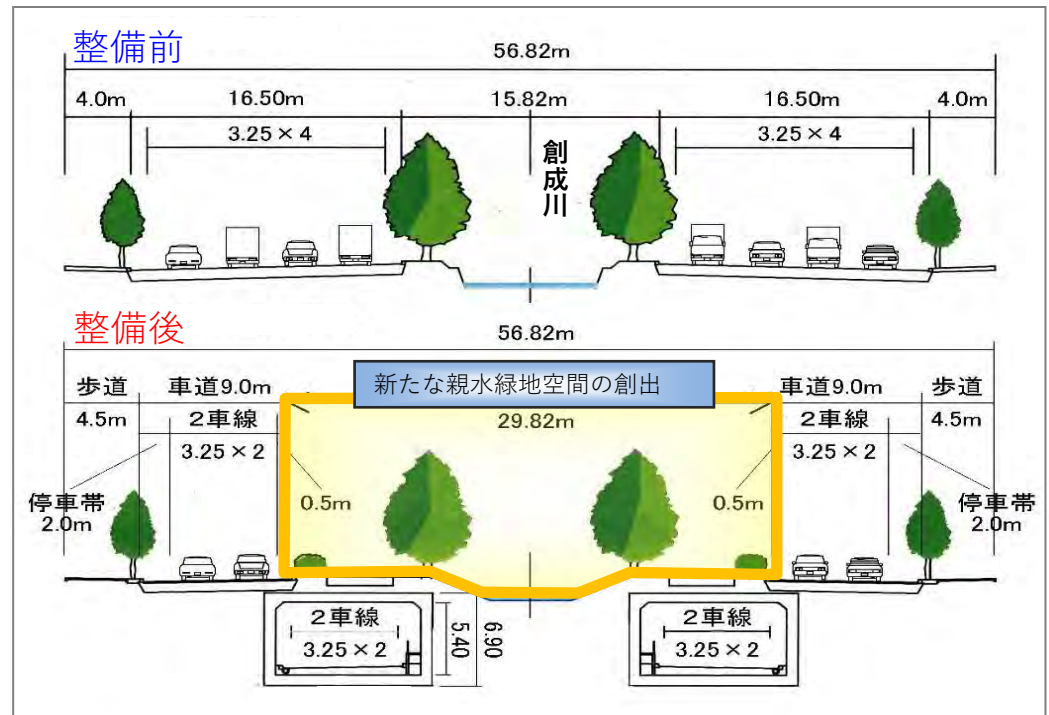 整備前
56.82m
4.0m 16.50m 15.82m 16.50m 4.0m
3.25×4 3.25×4
創成川
整備後
56.82m
新たな親水緑地空間の創出
歩道 車道9.0m 車道9.0m 歩道
4.5m 2車線 29.82m 2車線 4.5m
3.25×2 3.25×2
停車帯 0.5m 0.5m 停車帯
2.0m 2.0m
2車線 2車線
3.25×2 5.40 6.90 3.25×2